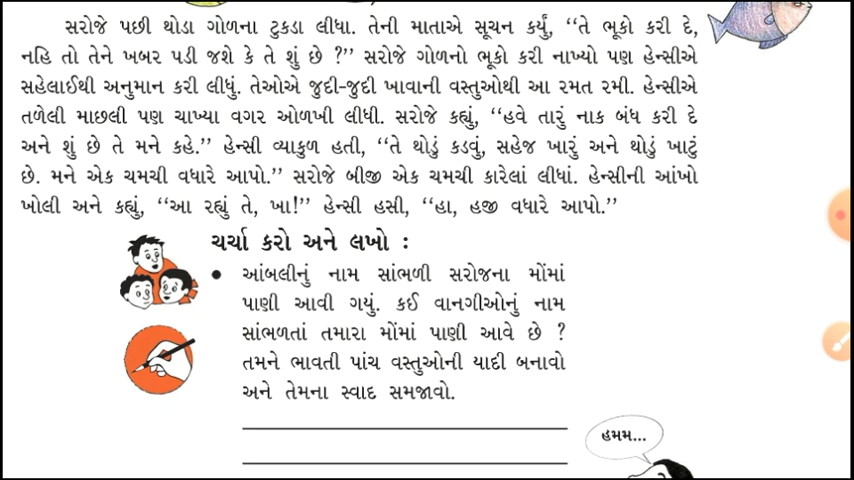 સરોજે પછી થોડા ગોળના ટુકડા લીધા. તેની માતાએ સૂચન કર્યું, “તે ભૂકો કરી દે,
નહિ તો તેને ખબર પડી જશે કે તે શું છે ?” સરોજે ગોળનો ભૂકો કરી નાખ્યો પણ હેન્સીએ
સહેલાઈથી અનુમાન કરી લીધું. તેઓએ જુદી-જુદી ખાવાની વસ્તુઓથી આ રમત રમી. હેન્સીએ
તળેલી માછલી પણ ચાખ્યા વગર ઓળખી લીધી. સરોજે કહ્યું, “હવે તારું નાક બંધ કરી દે
અને શું છે તે મને કહે.” હેન્સી વ્યાકુળ હતી, “તે થોડું કડવું, સહેજ ખારું અને થોડું ખાટું
છે. મને એક ચમચી વધારે આપો.” સરોજે બીજી એક ચમચી કારેલાં લીધાં. હેન્સીની આંખો
ખોલી અને કહ્યું, “આ રહ્યું તે, ખા!” હેન્સી હસી, “હા, હજી વધારે આપો.”
ચર્ચા કરો અને લખો :
● આંબલીનું નામ સાંભળી સરોજના મોંમાં
પાણી આવી ગયું. કઈ વાનગીઓનું નામ
સાંભળતાં તમારા મોંમાં પાણી આવે છે ?
તમને ભાવતી પાંચ વસ્તુઓની યાદી બનાવો
અને તેમના સ્વાદ સમજાવો.
હમમ...